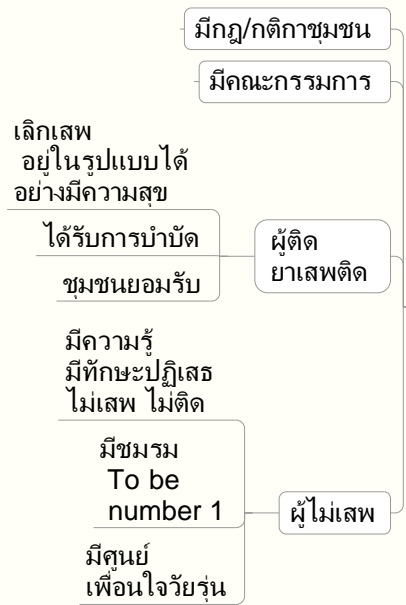 มีกฎ/กติกาชุมชน
มีคณะกรรมการ
เลิกเสพ
อยู่ในรูปแบบได้
อย่างมีความสุข
ได้รับการบำบัด
ชุมชนยอมรับ
ผู้ติด
ยาเสพติด
มีความรู้
มีทักษะปฏิเสธ
ไม่เสพ ไม่ติด
มีชมรม
To be
number 1
มีศูนย์
เพื่อนใจวัยรุ่น
ผู้ไม่เสพ